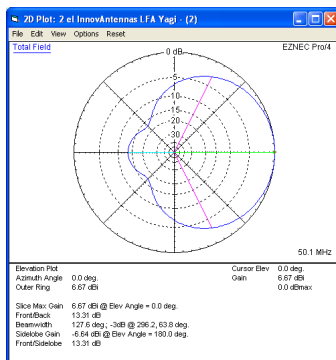 2D Plot: 2 el InnovAntennas LFA Yagi - (2)
File Edit View Options Reset
Total Field
EZNEC Pro/4
0 dB
-5
-10
-15
-20
-30
50.1 MHz
Elevation Plot
Azimuth Angle 0.0 deg.
Outer Ring 6.67 dBi
Cursor Elev 0.0 deg.
Gain 6.67 dBi
0.0 dBmax
Slice Max Gain 6.67 dBi @ Elev Angle = 0.0 deg.
Front/Back 13.31 dB
Beamwidth 127.6 deg.; -3dB @ 296.2, 63.8 deg.
Sidelobe Gain -6.64 dBi @ Elev Angle = 180.0 deg.
Front/Sidelobe 13.31 dB